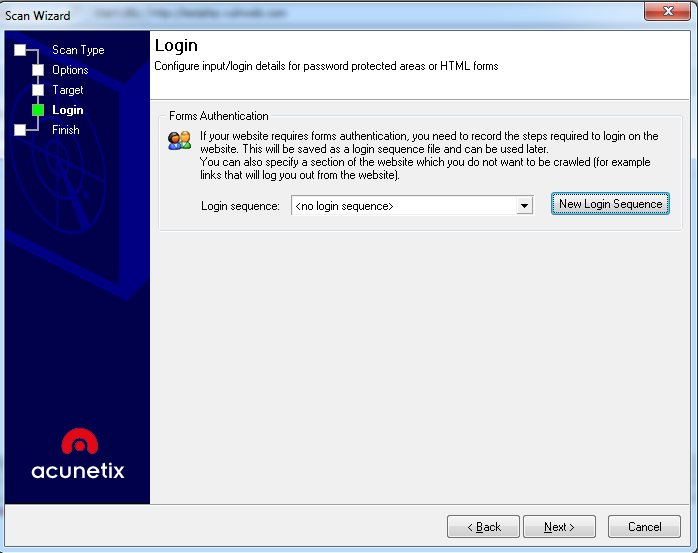 Scan Wizard
Scan Type
Options
Target
Login
Finish
acunetix
Login
Configure input/login details for password protected areas or HTML forms
Forms Authentication
If your website requires forms authentication, you need to record the steps required to login on the
website. This will be saved as a login sequence file and can be used later.
You can also specify a section of the website which you do not want to be crawled (for example
links that will log you out from the website).
Login sequence: <no login sequence> New Login Sequence
< Back Next > Cancel